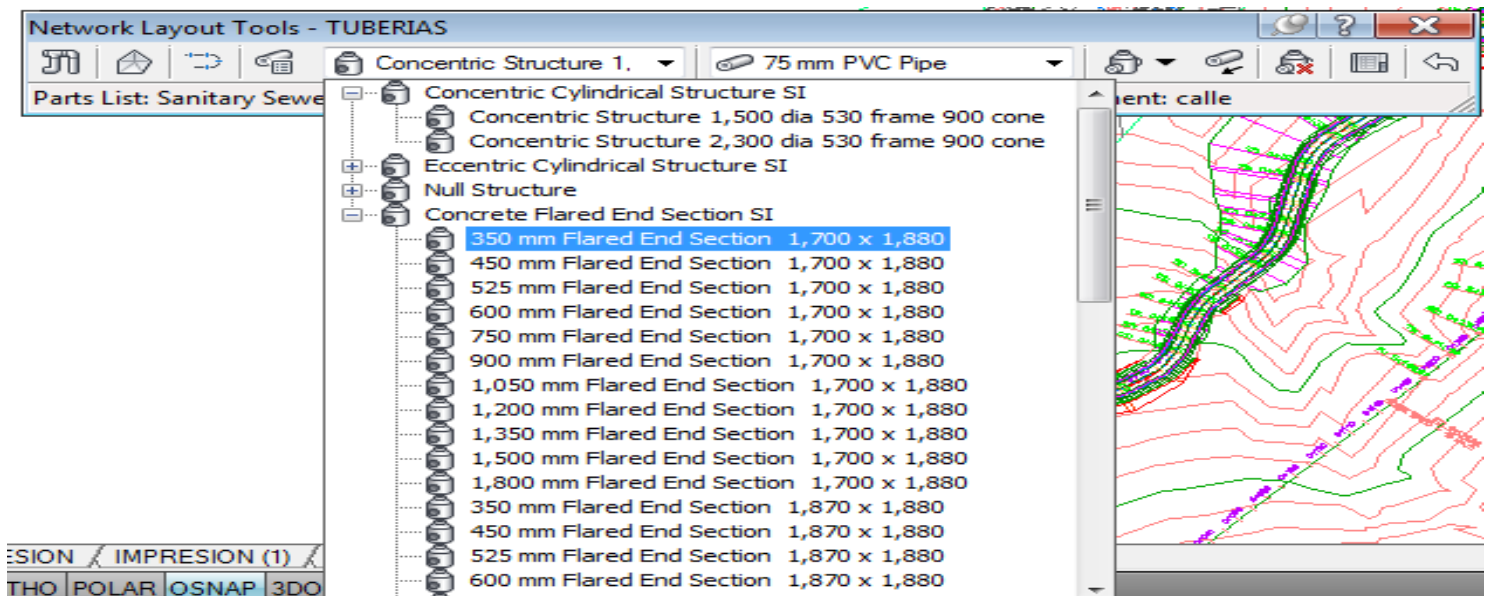 Network Layout Tools - TUBERIAS
Concentric Structure 1, 75 mm PVC Pipe
Parts List: Sanitary Sewe
ient: calle
Concentric Cylindrical Structure SI
Concentric Structure 1,500 dia 530 frame 900 cone
Concentric Structure 2,300 dia 530 frame 900 cone
Eccentric Cylindrical Structure SI
Null Structure
Concrete Flared End Section SI
350 mm Flared End Section 1,700 x 1,880
450 mm Flared End Section 1,700 x 1,880
525 mm Flared End Section 1,700 x 1,880
600 mm Flared End Section 1,700 x 1,880
750 mm Flared End Section 1,700 x 1,880
900 mm Flared End Section 1,700 x 1,880
1,050 mm Flared End Section 1,700 x 1,880
1,200 mm Flared End Section 1,700 x 1,880
1,350 mm Flared End Section 1,700 x 1,880
1,500 mm Flared End Section 1,700 x 1,880
1,800 mm Flared End Section 1,700 x 1,880
350 mm Flared End Section 1,870 x 1,880
450 mm Flared End Section 1,870 x 1,880
525 mm Flared End Section 1,870 x 1,880
600 mm Flared End Section 1,870 x 1,880
ESION / IMPRESION (1) /
THO POLAR OSNAP 3DO